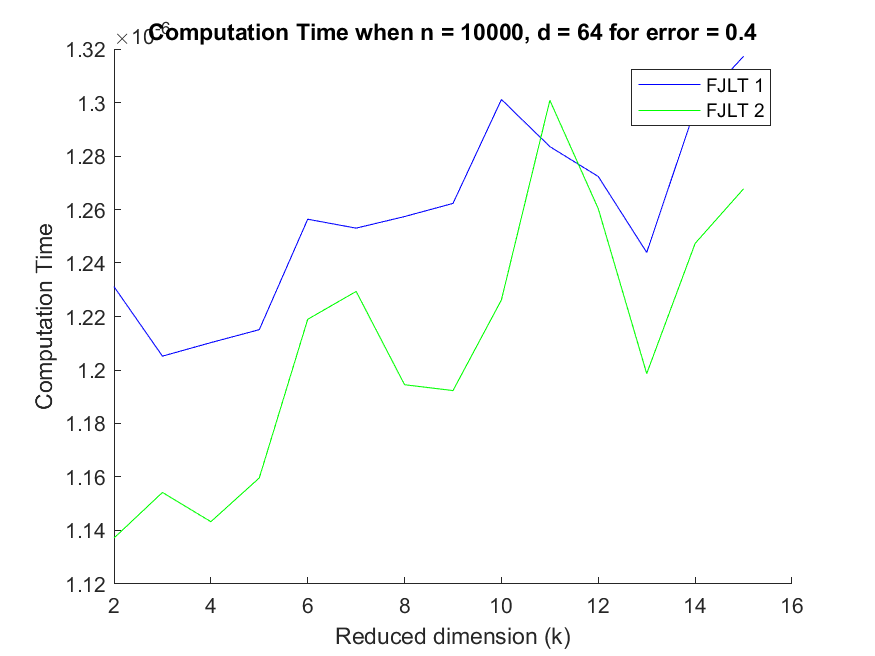 ×10-6
Computation Time when n = 10000, d = 64 for error = 0.4
1.32
1.3
1.28
1.26
1.24
1.22
1.2
1.18
1.16
1.14
1.12
Computation Time
FJLT 1
FJLT 2
2 4 6 8 10 12 14 16
Reduced dimension (k)